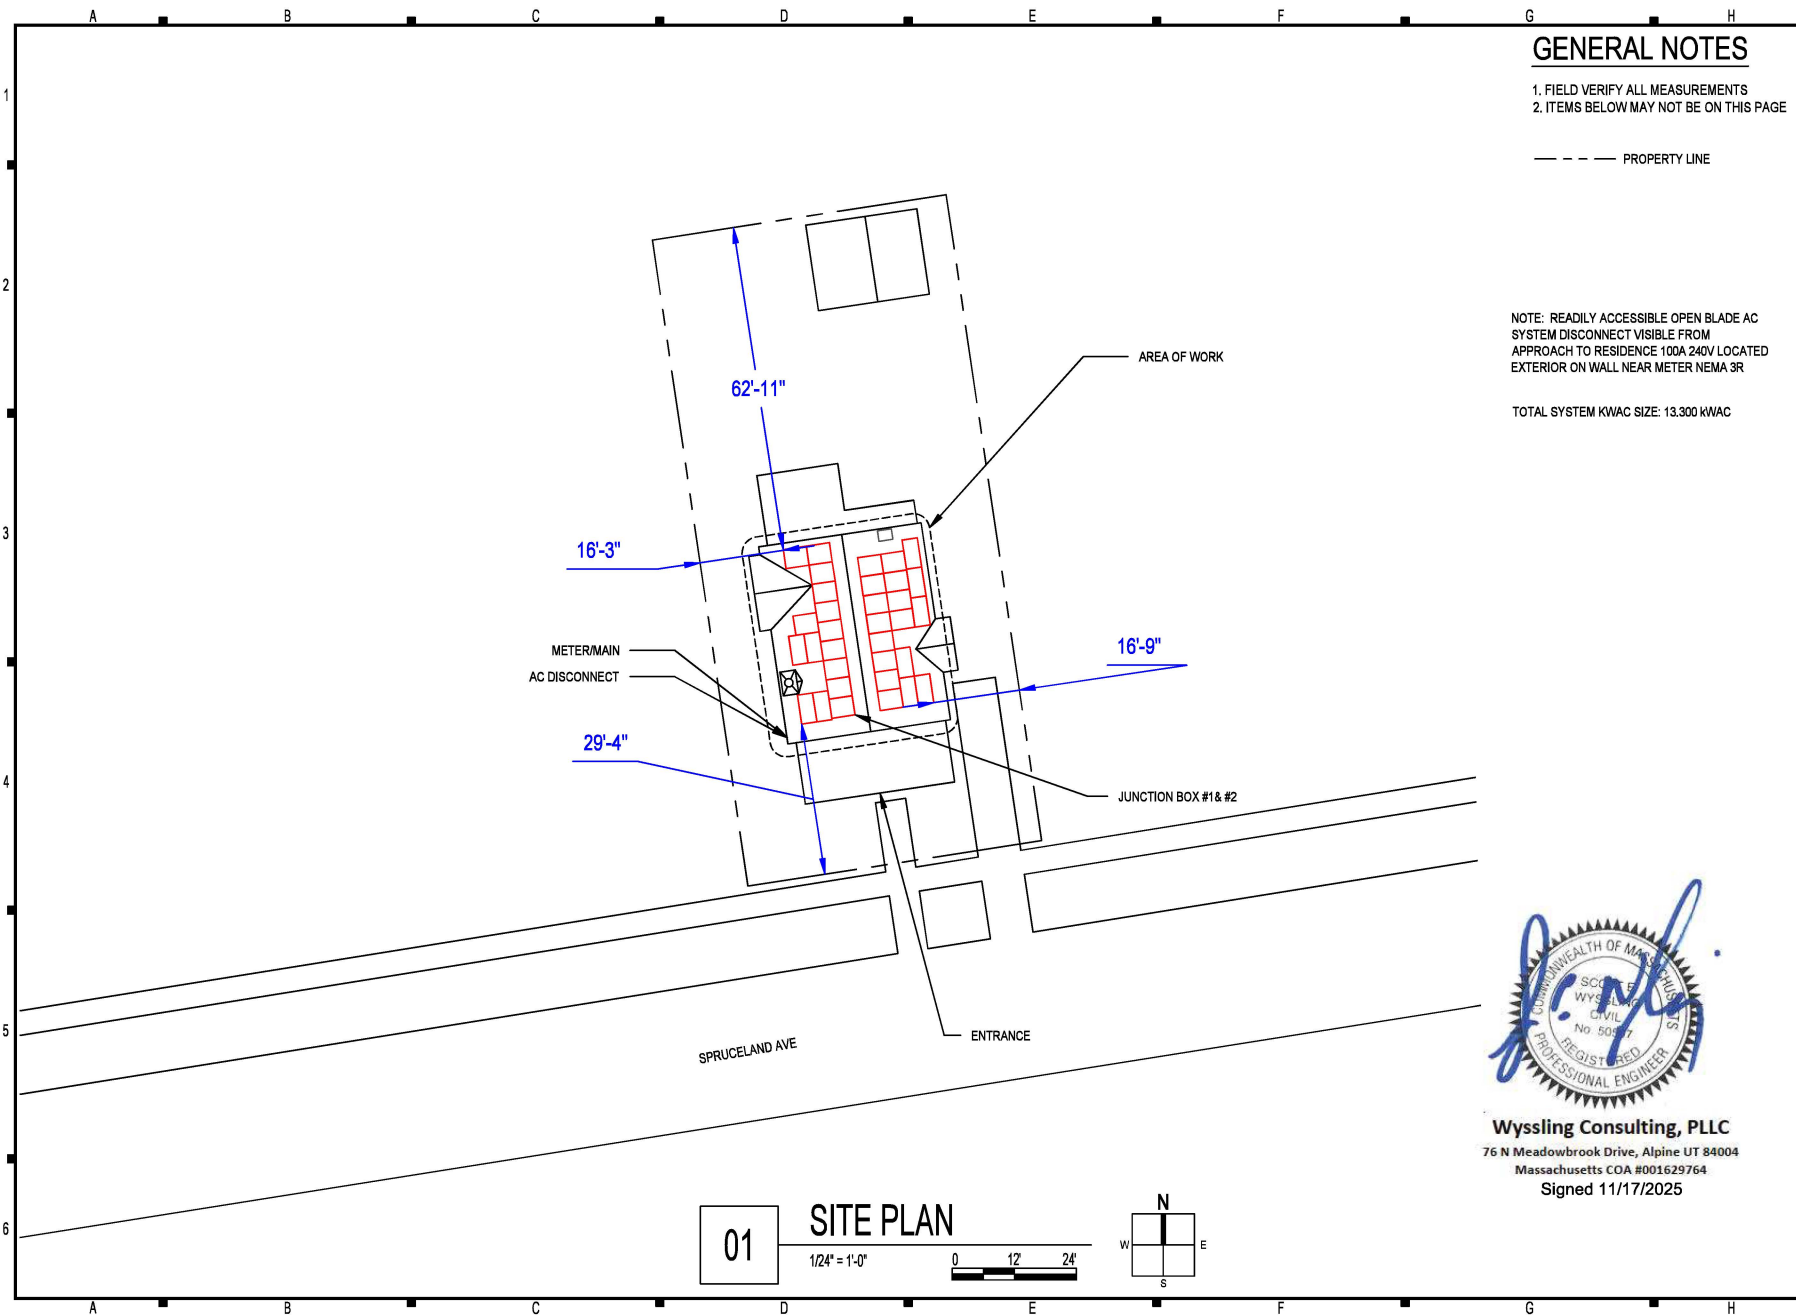 A B C D E F G H
GENERAL NOTES
1. FIELD VERIFY ALL MEASUREMENTS
2. ITEMS BELOW MAY NOT BE ON THIS PAGE
PROPERTY LINE
NOTE: READILY ACCESSIBLE OPEN BLADE AC
SYSTEM DISCONNECT VISIBLE FROM
APPROACH TO RESIDENCE 100A 240V LOCATED
EXTERIOR ON WALL NEAR METER NEMA 3R
TOTAL SYSTEM KWAC SIZE: 13.300 kWAC
1
2
3
4
5
6
AREA OF WORK
62'-11"
16'-3"
METER/MAIN
AC DISCONNECT
16'-9"
29'-4"
JUNCTION BOX #1& #2
ENTRANCE
SPRUCELAND AVE
COMMONWEALTH OF MASSACHUSETTS
WYSSLING
CIVIL
REGISTERED
PROFESSIONAL ENGINEER
Wyssling Consulting, PLLC
76 N Meadowbrook Drive, Alpine UT 84004
Massachusetts COA #001629764
Signed 11/17/2025
01
SITE PLAN
1/24" = 1'-0"
0 12' 24'
N
W E
S
A B C D E F G H